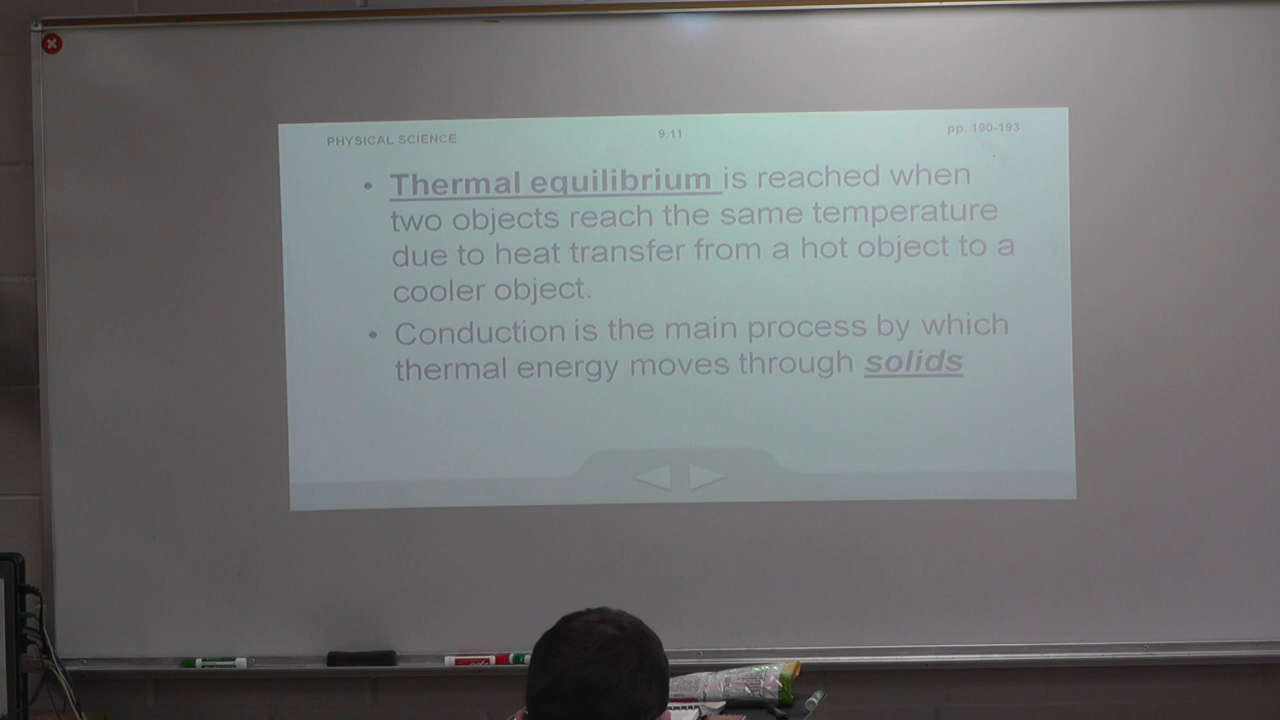 PHYSICAL SCIENCE 9.11 pp. 190-193
• Thermal equilibrium is reached when
two objects reach the same temperature
due to heat transfer from a hot object to a
cooler object.
• Conduction is the main process by which
thermal energy moves through solids